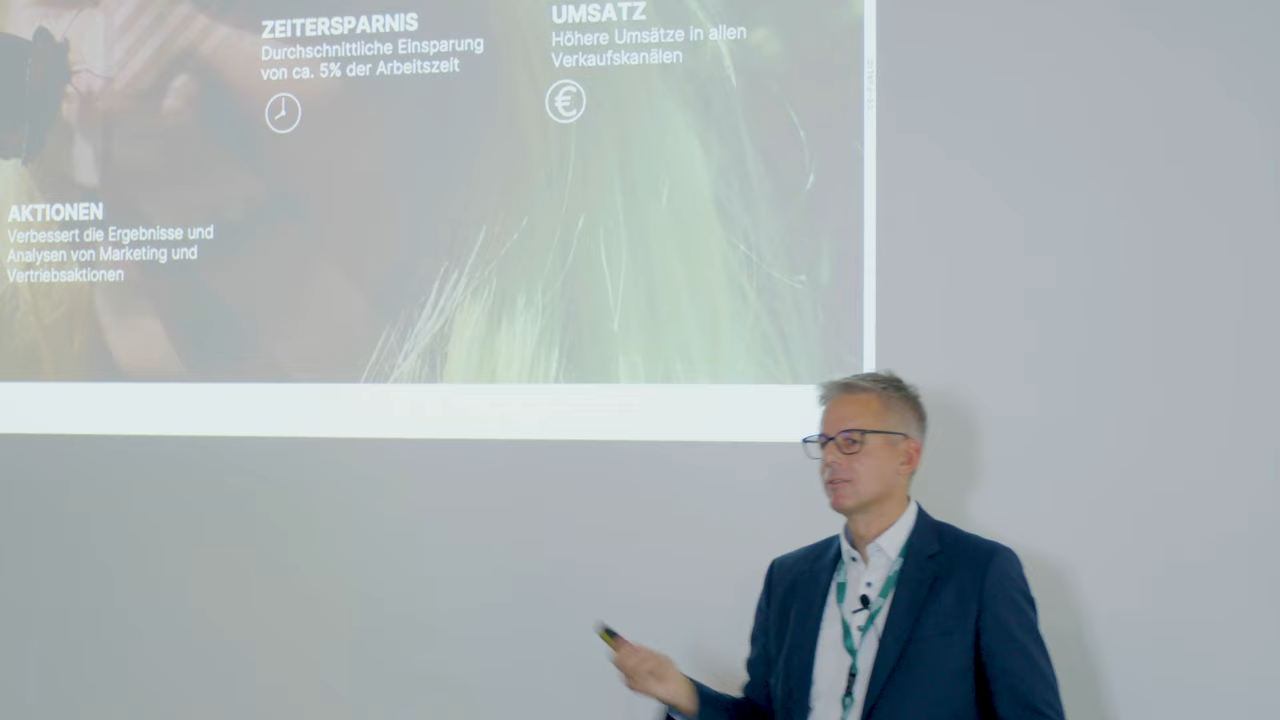 ZEITERSPARNIS
Durchschnittliche Einsparung
von ca. 5% der Arbeitszeit
UMSATZ
Höhere Umsätze in allen
Verkaufskanälen
€
AKTIONEN
Verbessert die Ergebnisse und
Analysen von Marketing und
Vertriebsaktionen